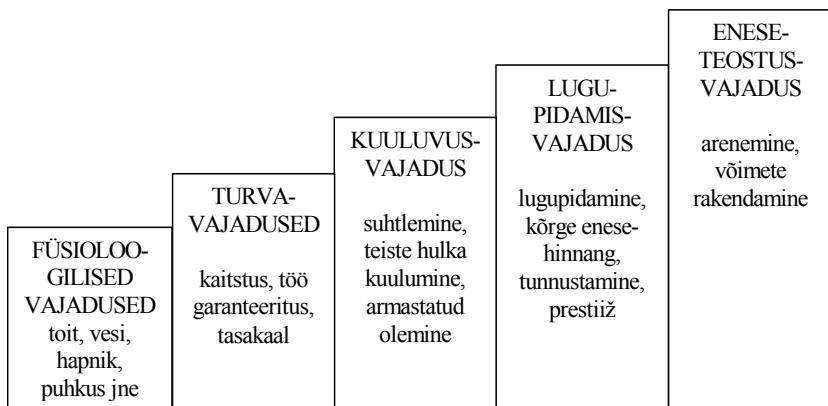 FÜSIOLOO-
GILISED
VAJADUSED
toit, vesi,
hapnik,
puhkus jne
TURVA-
VAJADUSED
kaitstus, töö
garanteeritus,
tasakaal
KUULUVUS-
VAJADUS
suhtlemine,
teiste hulka
kuulumine,
armastatud
olemine
LUGU-
PIDAMIS-
VAJADUS
lugupidamine,
kõrge enese-
hinnang,
tunnustamine,
prestiiž
ENESE-
TEOSTUS-
VAJADUS
arenemine,
võimete
rakendamine